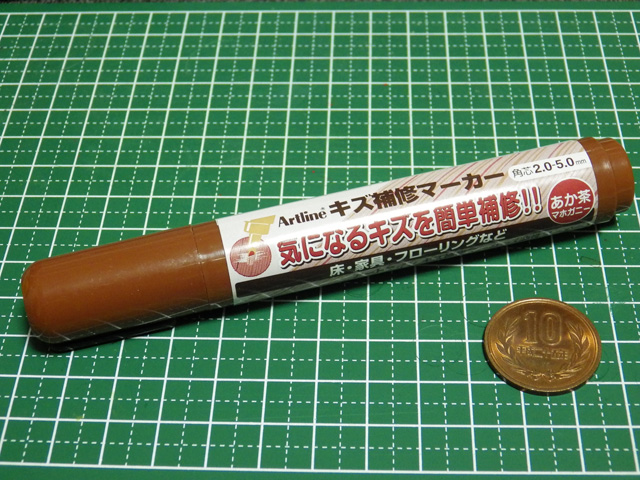 Artline キズ補修マーカー 角芯2.0-5.0mm
気になるキズを簡単補修!!
あか茶
マホガニー
床・家具・フローリングなど
10